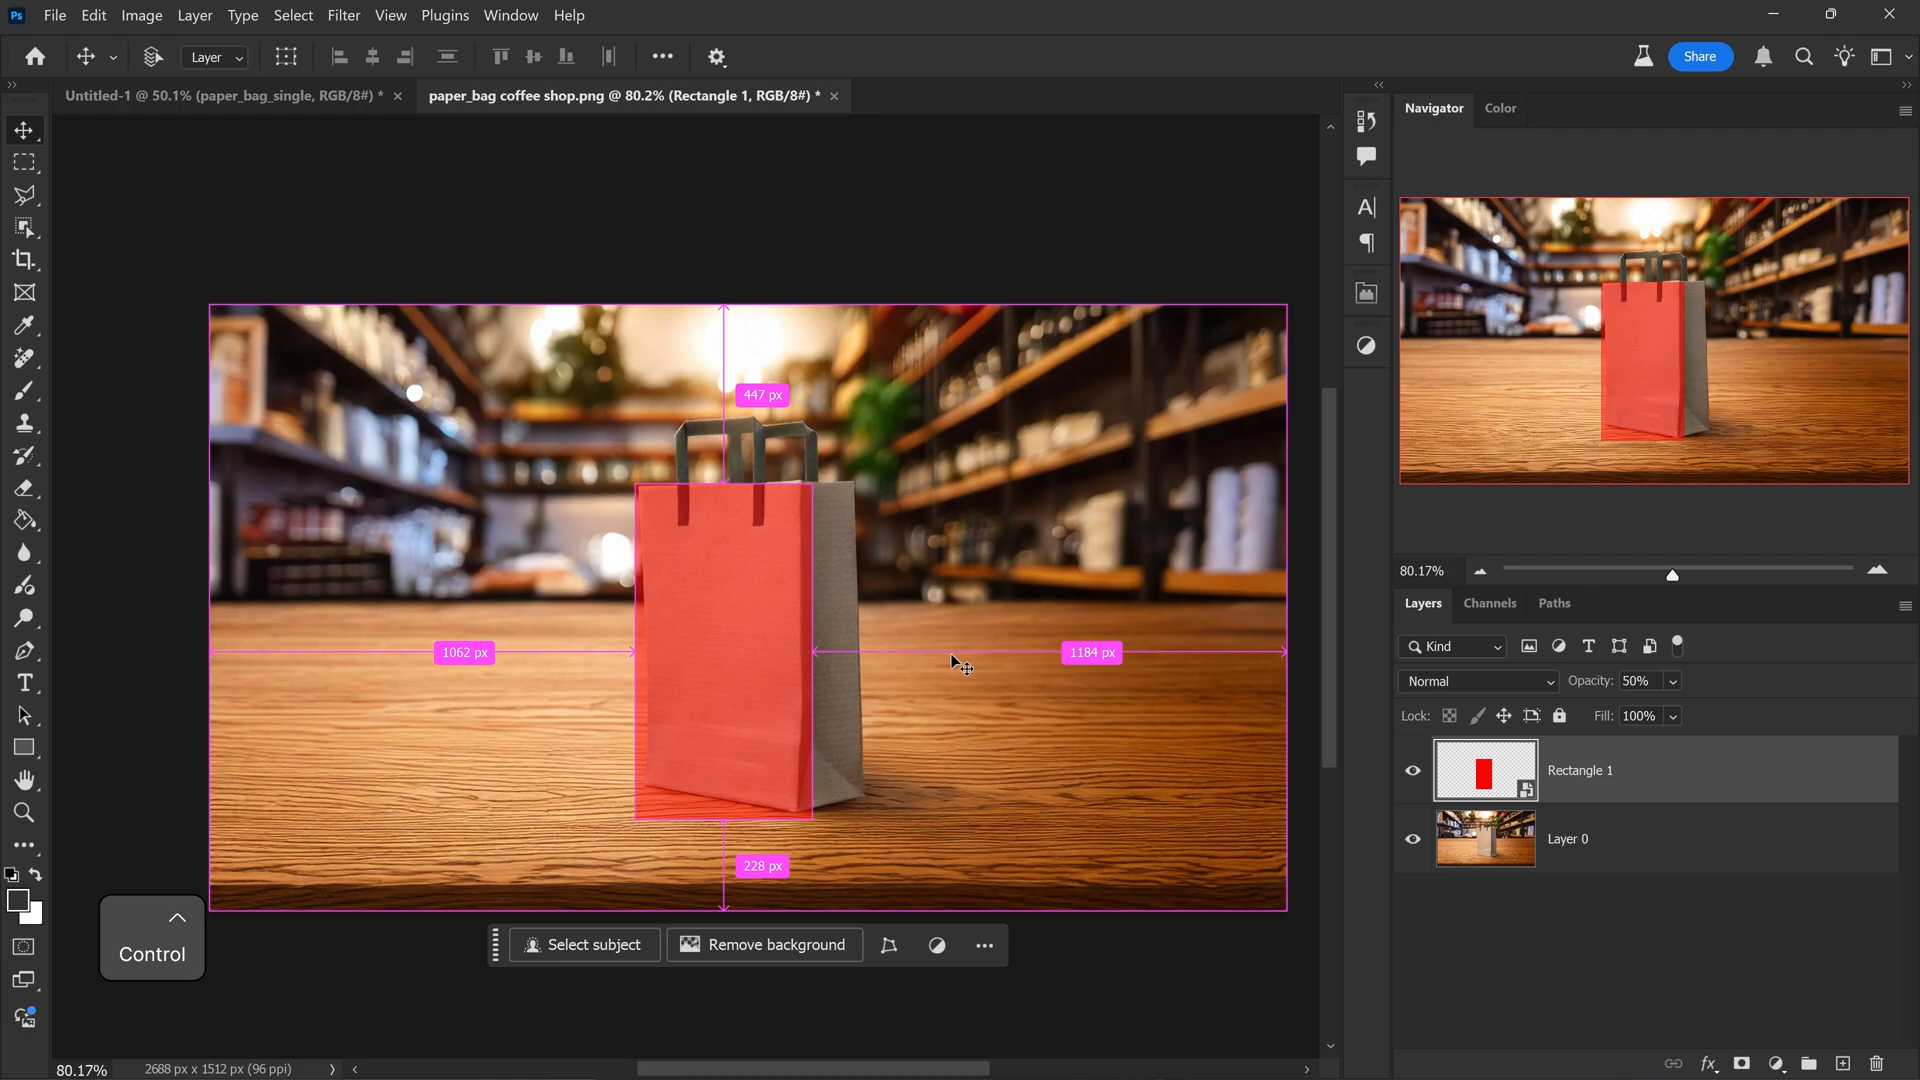 Ps File Edit Image Layer Type Select Filter View Plugins Window Help
Layer Share
Untitled-1 @ 50.1% (paper_bag_single, RGB/8#) *
paper_bag coffee shop.png @ 80.2% (Rectangle 1, RGB/8#) *
Navigator Color
447 px
1062 px
1184 px
228 px
80.17%
Layers Channels Paths
Kind
Normal Opacity: 50%
Lock: Fill: 100%
Rectangle 1
Layer 0
Control
Select subject Remove background
80.17% 2688 px x 1512 px (96 ppi)
fx